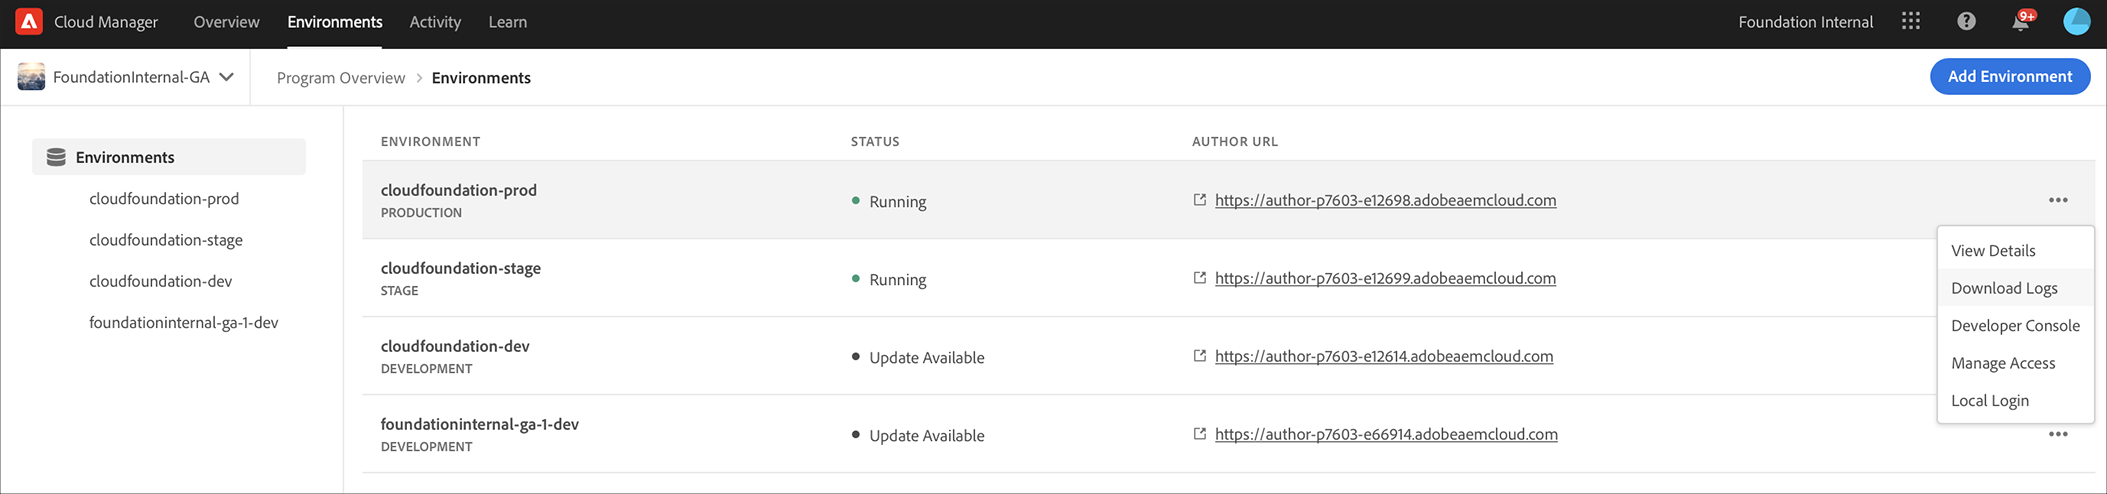 Cloud Manager Overview Environments Activity Learn Foundation Internal 9+
FoundationInternal-GA Program Overview > Environments Add Environment
Environments
cloudfoundation-prod
cloudfoundation-stage
cloudfoundation-dev
foundationinternal-ga-1-dev
ENVIRONMENT STATUS AUTHOR URL
cloudfoundation-prod
PRODUCTION
Running
https://author-p7603-e12698.adobeaemcloud.com
cloudfoundation-stage
STAGE
Running
https://author-p7603-e12699.adobeaemcloud.com
cloudfoundation-dev
DEVELOPMENT
Update Available
https://author-p7603-e12614.adobeaemcloud.com
foundationinternal-ga-1-dev
DEVELOPMENT
Update Available
https://author-p7603-e66914.adobeaemcloud.com
View Details
Download Logs
Developer Console
Manage Access
Local Login